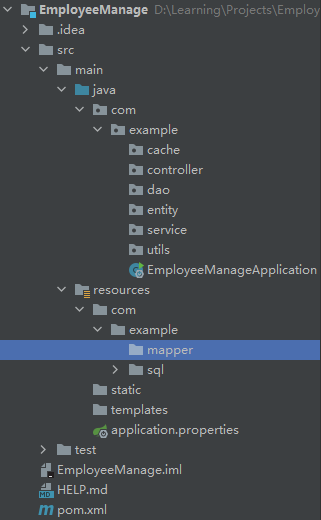 EmployeeManage D:\Learning\Projects\Employ
.idea
src
main
java
com
example
cache
controller
dao
entity
service
utils
EmployeeManageApplication
resources
com
example
mapper
sql
static
templates
application.properties
test
EmployeeManage.iml
HELP.md
pom.xml